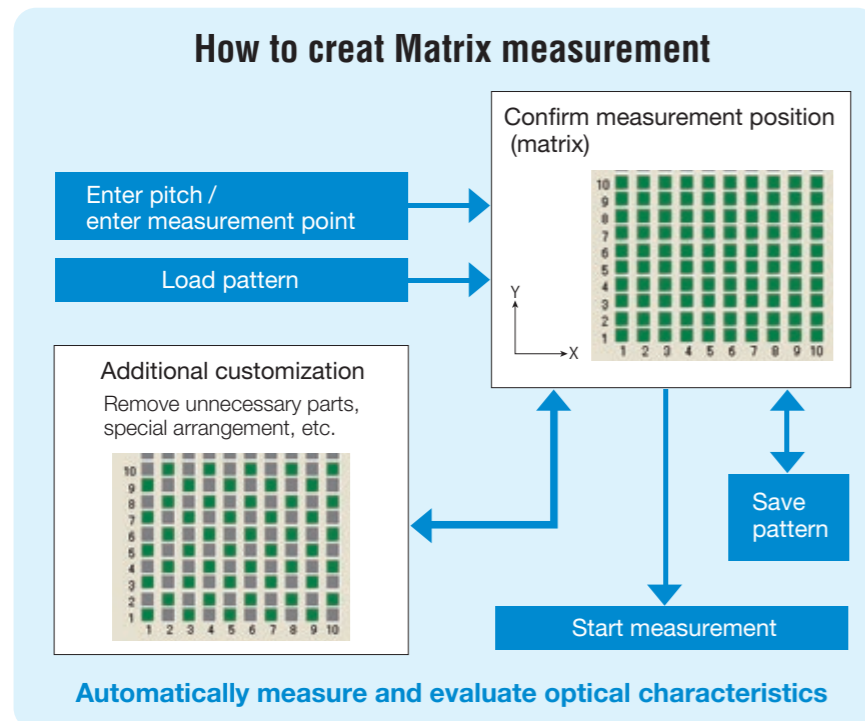 How to creat Matrix measurement
Confirm measurement position
(matrix)
10
9
8
7
6
5
4
3
2
1
1 2 3 4 5 6 7 8 9 10
Y
X
Enter pitch /
enter measurement point
Load pattern
Additional customization
Remove unnecessary parts,
special arrangement, etc.
10
9
8
7
6
5
4
3
2
1
1 2 3 4 5 6 7 8 9 10
Save
pattern
Start measurement
Automatically measure and evaluate optical characteristics